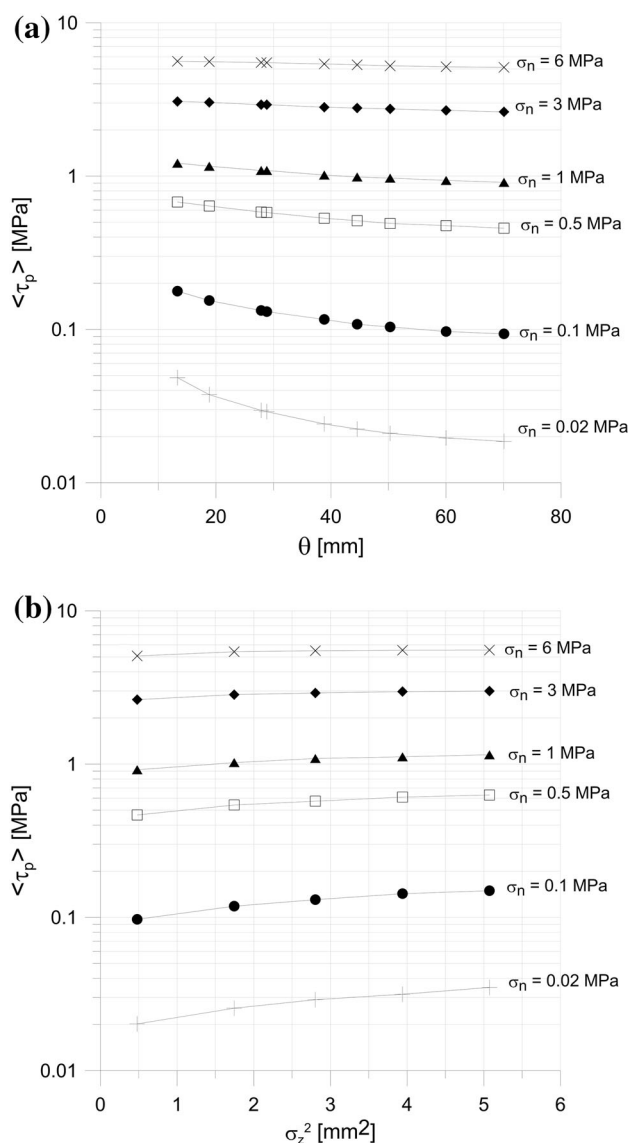 (a)
10
1
0.1
0.01
<τp> [MPa]
σn = 6 MPa
σn = 3 MPa
σn = 1 MPa
σn = 0.5 MPa
σn = 0.1 MPa
σn = 0.02 MPa
0 20 40 60 80
θ [mm]
(b)
10
1
0.1
0.01
<τp> [MPa]
σn = 6 MPa
σn = 3 MPa
σn = 1 MPa
σn = 0.5 MPa
σn = 0.1 MPa
σn = 0.02 MPa
0 1 2 3 4 5 6
σz² [mm²]